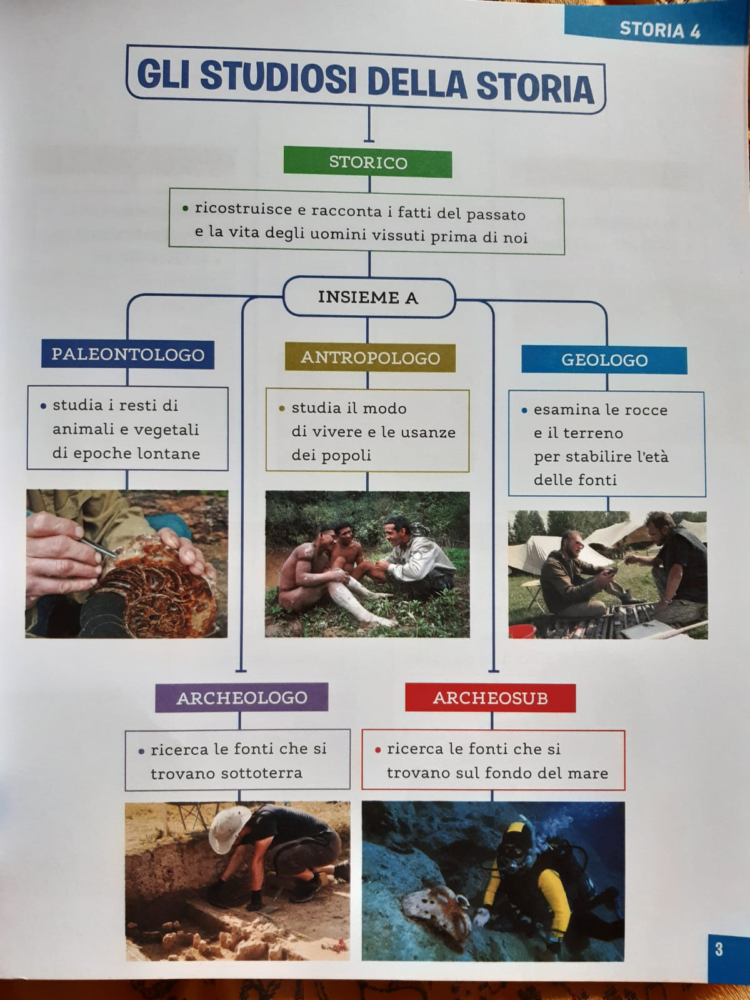 STORIA 4
GLI STUDIOSI DELLA STORIA
STORICO
• ricostruisce e racconta i fatti del passato
e la vita degli uomini vissuti prima di noi
INSIEME A
PALEONTOLOGO
• studia i resti di
animali e vegetali
di epoche lontane
ANTROPOLOGO
• studia il modo
di vivere e le usanze
dei popoli
GEOLOGO
• esamina le rocce
e il terreno
per stabilire l'età
delle fonti
ARCHEOLOGO
• ricerca le fonti che si
trovano sottoterra
ARCHEOSUB
• ricerca le fonti che si
trovano sul fondo del mare
3